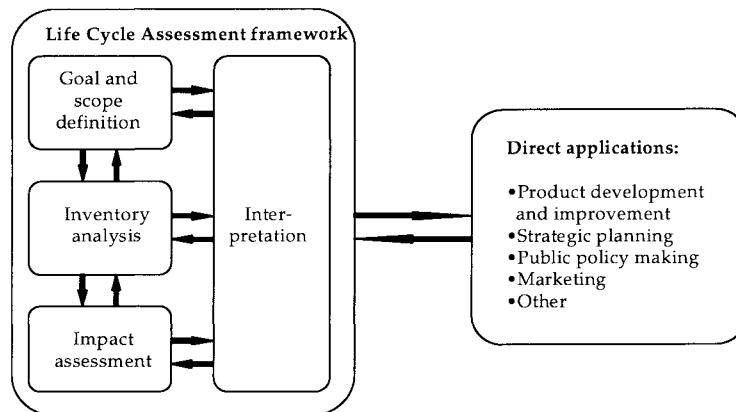 Life Cycle Assessment framework
Goal and
scope
definition
Inventory
analysis
Impact
assessment
Inter-
pretation
Direct applications:
•Product development
and improvement
•Strategic planning
•Public policy making
•Marketing
•Other